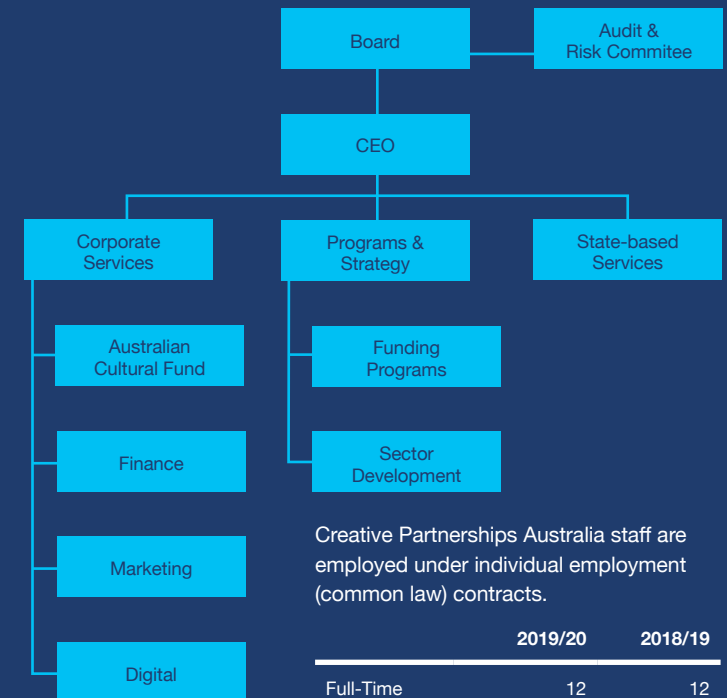 Board
Audit &
Risk Commitee
CEO
Corporate
Services
Programs &
Strategy
State-based
Services
Australian
Cultural Fund
Funding
Programs
Finance
Sector
Development
Marketing
Digital
Creative Partnerships Australia staff are
employed under individual employment
(common law) contracts.
2019/20 2018/19
Full-Time 12 12